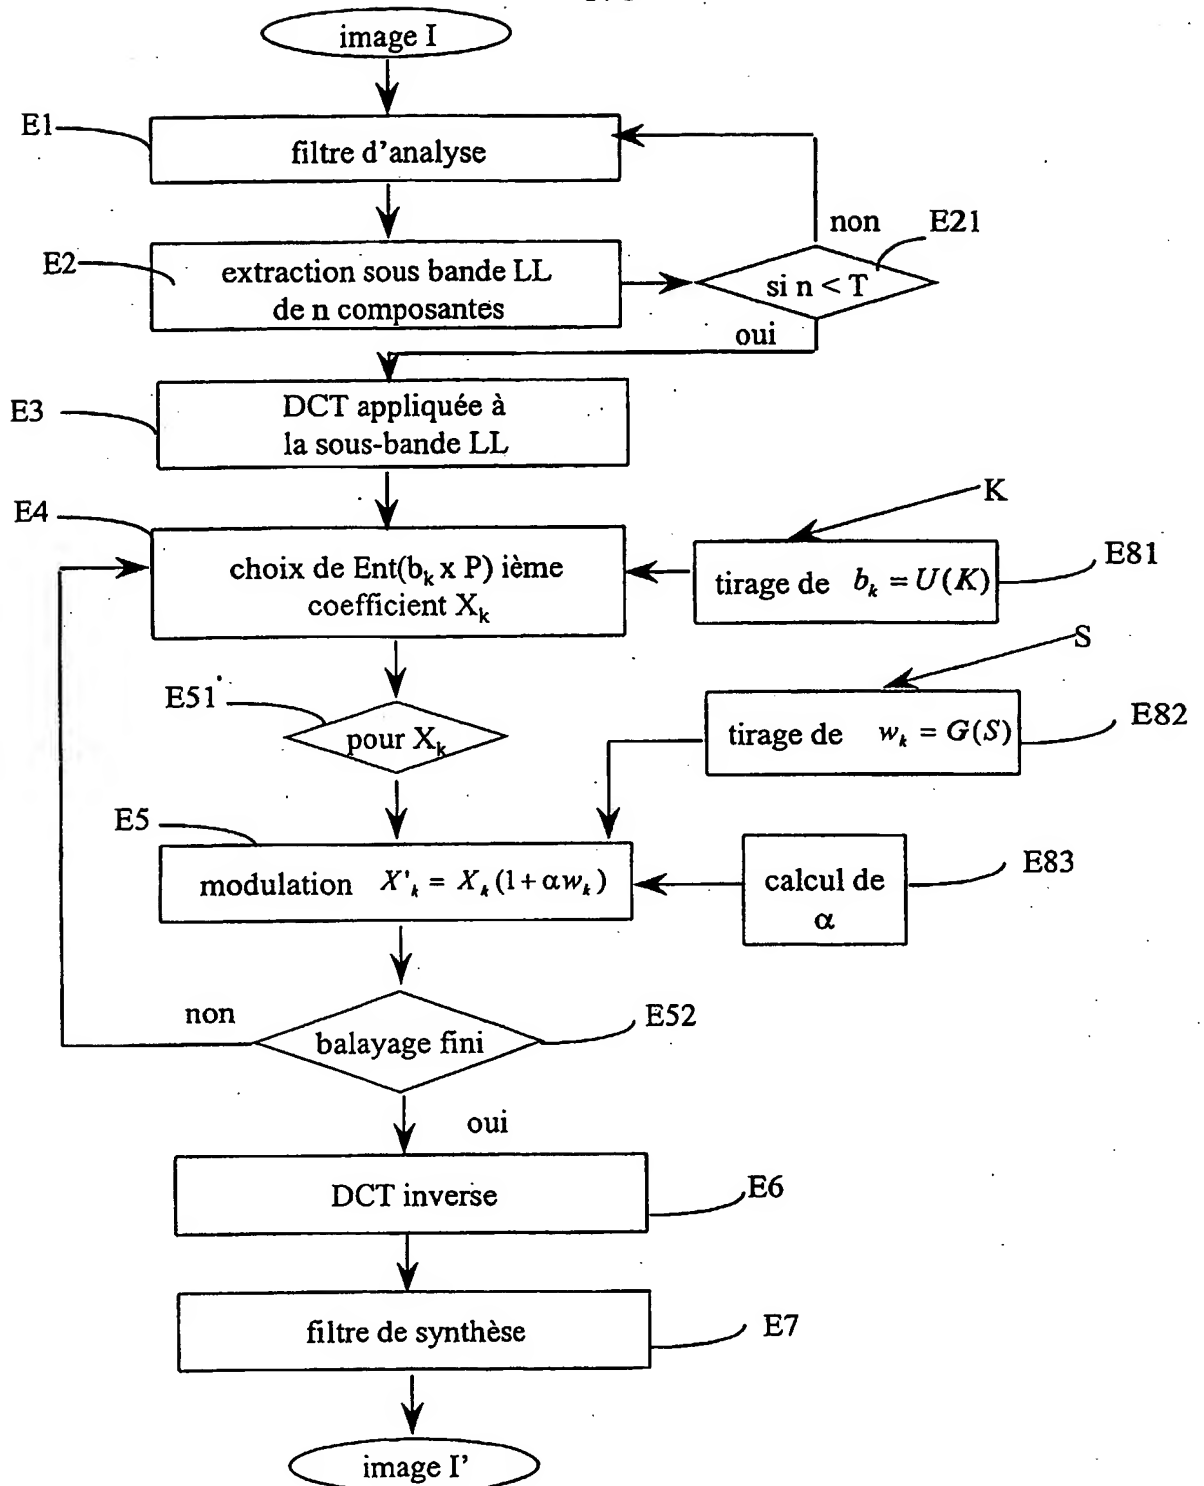 image I
E1
filtre d'analyse
non
E21
E2
extraction sous bande LL
de n composantes
si n < T
oui
E3
DCT appliquée à
la sous-bande LL
K
E4
choix de Ent(b_k x P) ième
coefficient X_k
tirage de b_k = U(K)
E81
S
E51
pour X_k
tirage de w_k = G(S)
E82
E5
modulation X'_k = X_k (1 + αw_k)
calcul de
α
E83
non
balayage fini
E52
oui
DCT inverse
E6
filtre de synthèse
E7
image I'